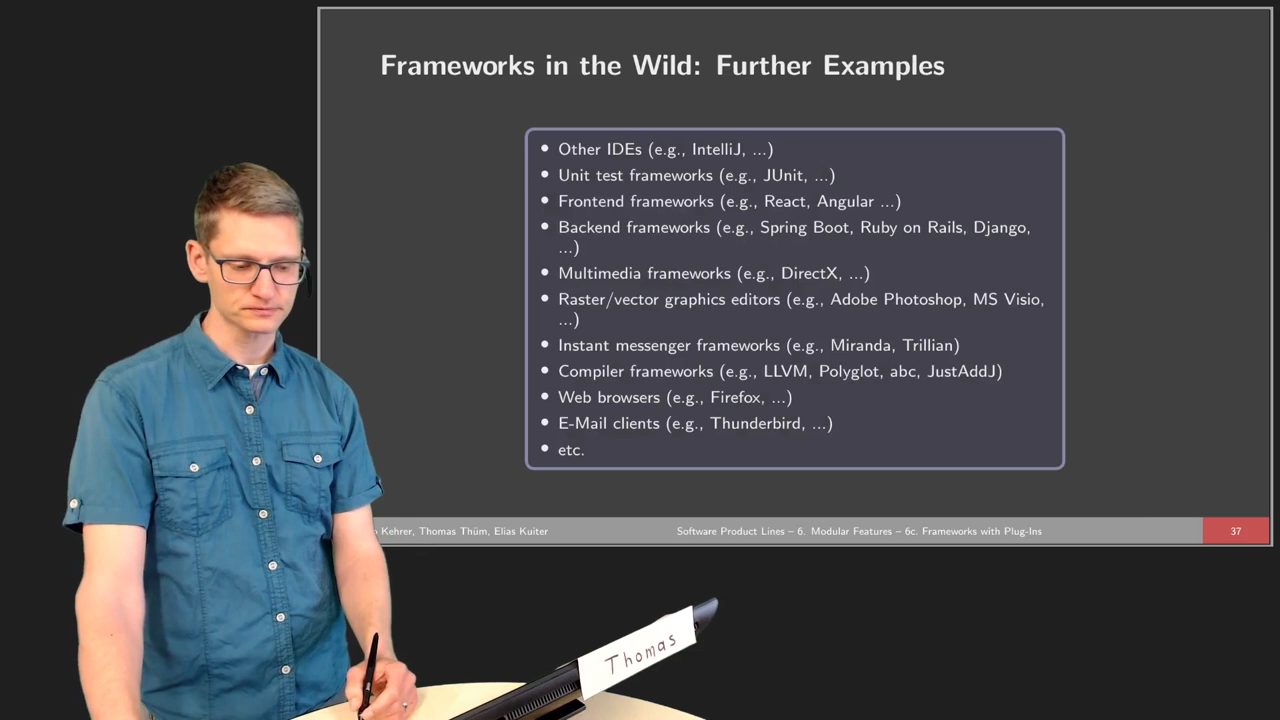 Frameworks in the Wild: Further Examples
• Other IDEs (e.g., IntelliJ, ...)
• Unit test frameworks (e.g., JUnit, ...)
• Frontend frameworks (e.g., React, Angular ...)
• Backend frameworks (e.g., Spring Boot, Ruby on Rails, Django,
...)
• Multimedia frameworks (e.g., DirectX, ...)
• Raster/vector graphics editors (e.g., Adobe Photoshop, MS Visio,
...)
• Instant messenger frameworks (e.g., Miranda, Trillian)
• Compiler frameworks (e.g., LLVM, Polyglot, abc, JustAddJ)
• Web browsers (e.g., Firefox, ...)
• E-Mail clients (e.g., Thunderbird, ...)
• etc.
Kehrer, Thomas Thüm, Elias Kuiter
Software Product Lines – 6. Modular Features – 6c. Frameworks with Plug-Ins
37
Thomas